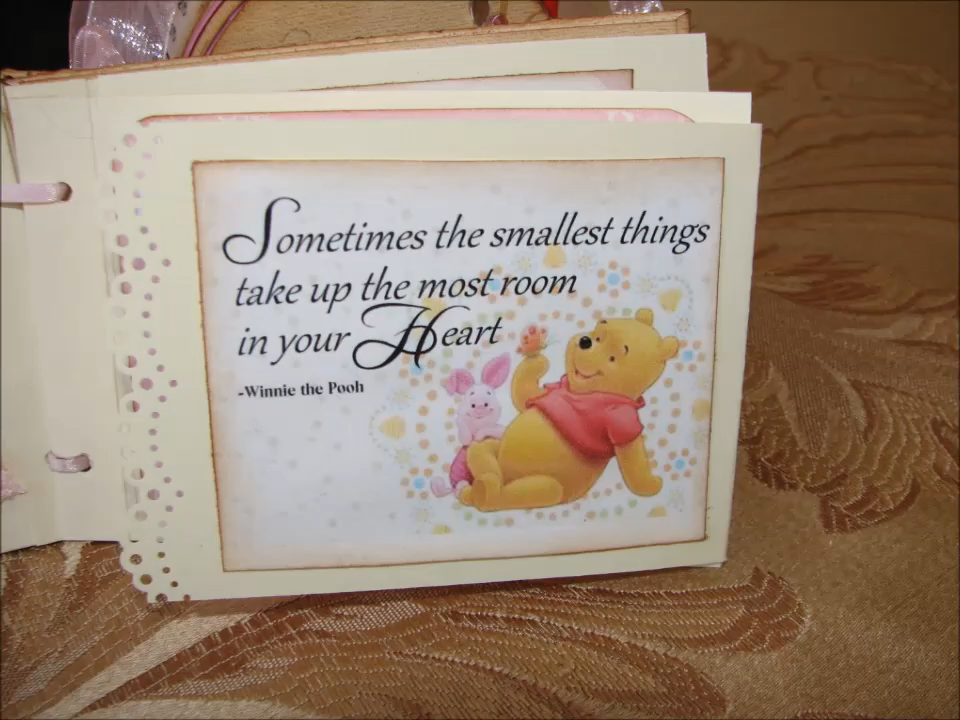 Sometimes the smallest things
take up the most room
in your Heart
-Winnie the Pooh